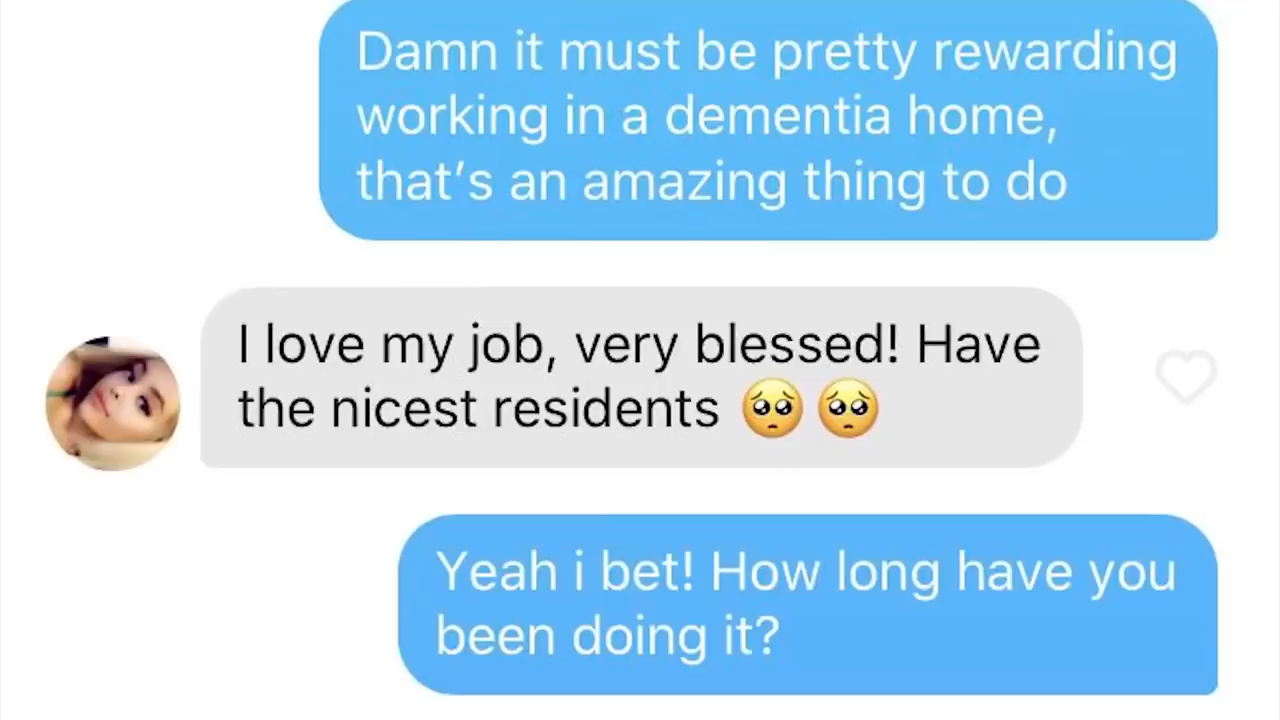 Damn it must be pretty rewarding
working in a dementia home,
that’s an amazing thing to do
I love my job, very blessed! Have
the nicest residents 🥺🥺
Yeah i bet! How long have you
been doing it?